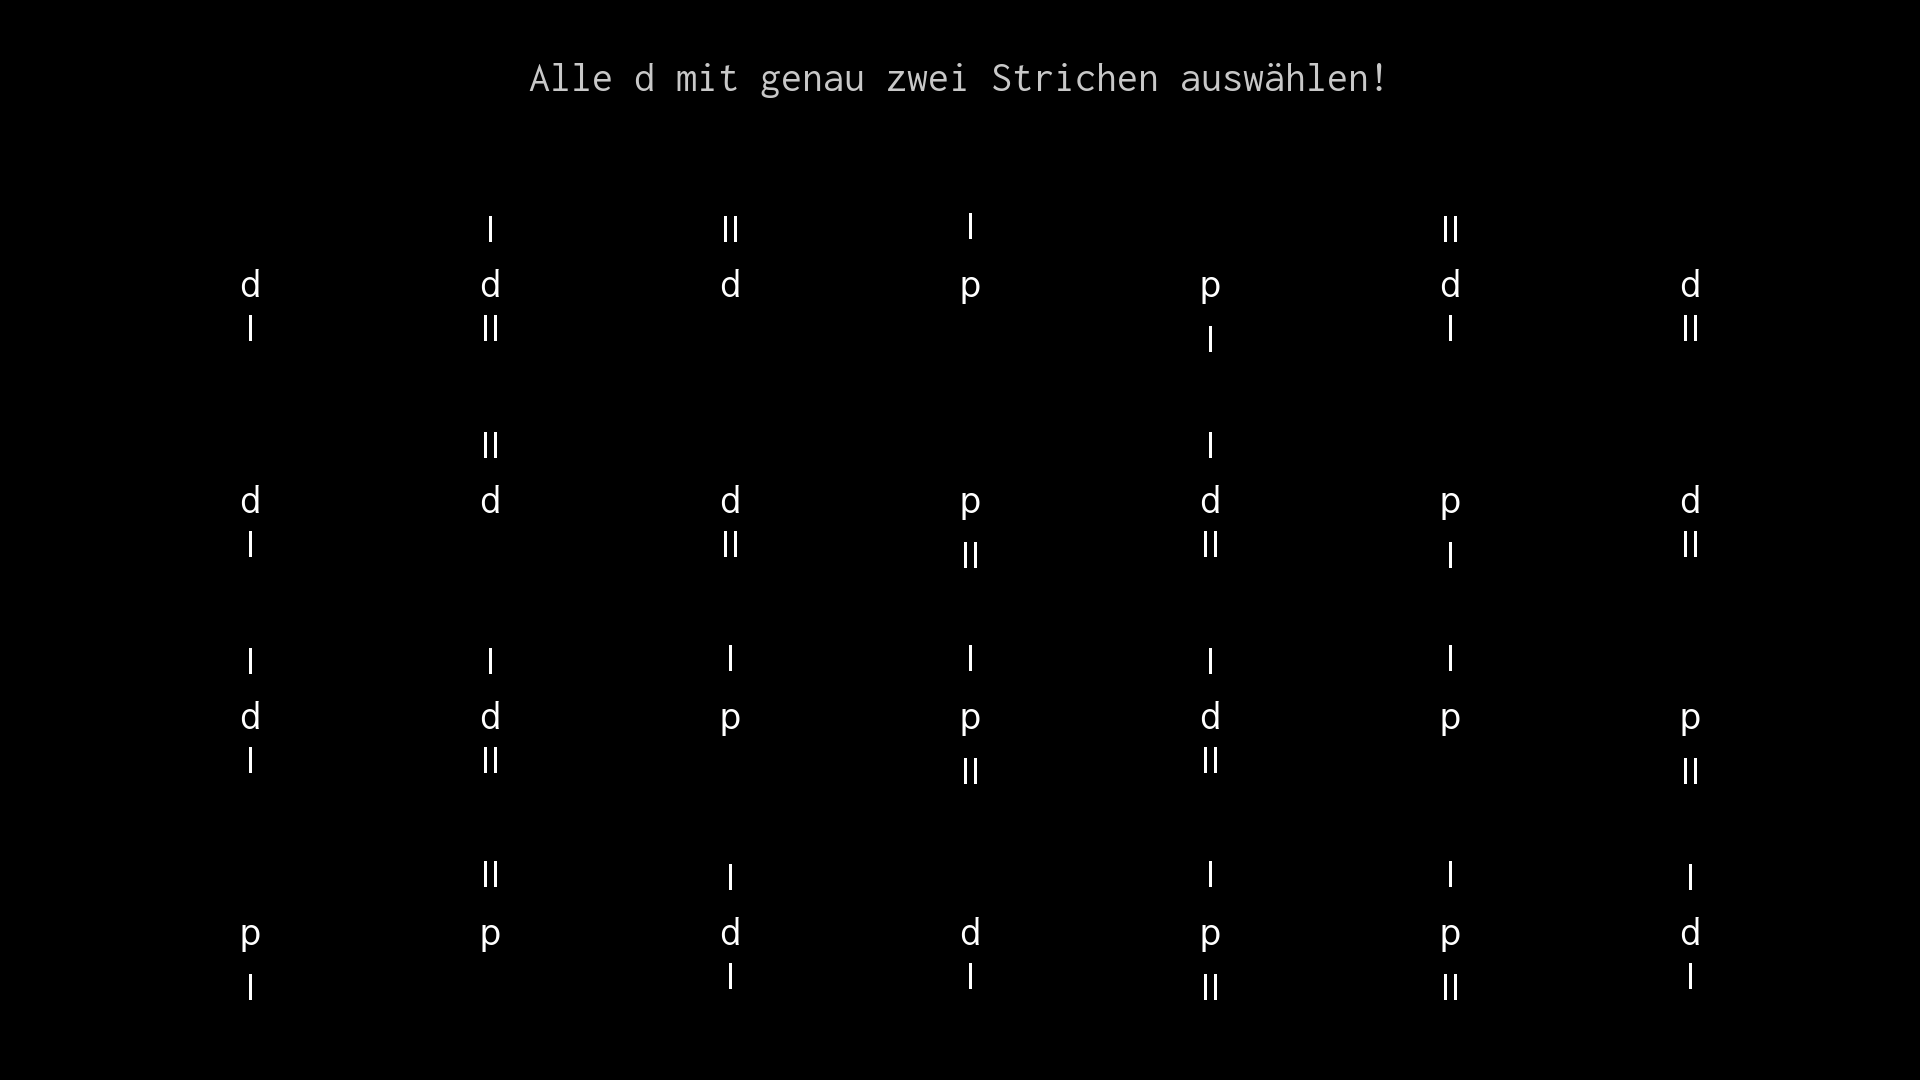 Alle d mit genau zwei Strichen auswählen!
| || | ||
d d d p p d d
| || | | ||
|| |
d d d p d p d
| || || || | ||
| | | | | |
d d p p d p p
| || || || ||
|| | | | |
p p d d p p d
| | | || || |